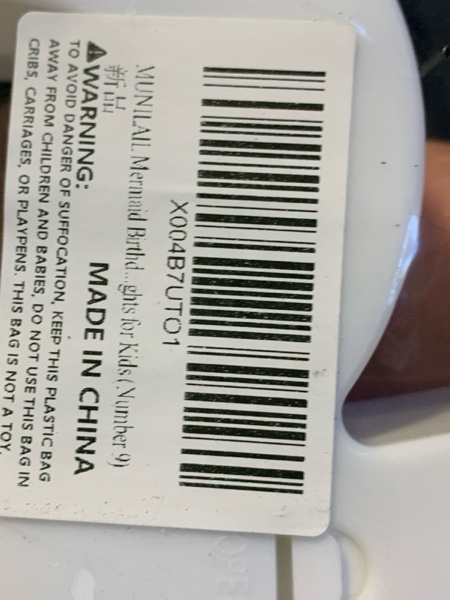 X004B7UTO1
MUNLAIL Mermaid Birthd...ghts for Kids (Number 9)
新品
MADE IN CHINA
WARNING:
TO AVOID DANGER OF SUFFOCATION, KEEP THIS PLASTIC BAG
AWAY FROM CHILDREN AND BABIES, DO NOT USE THIS BAG IN
CRIBS, CARRIAGES, OR PLAYPENS. THIS BAG IS NOT A TOY.